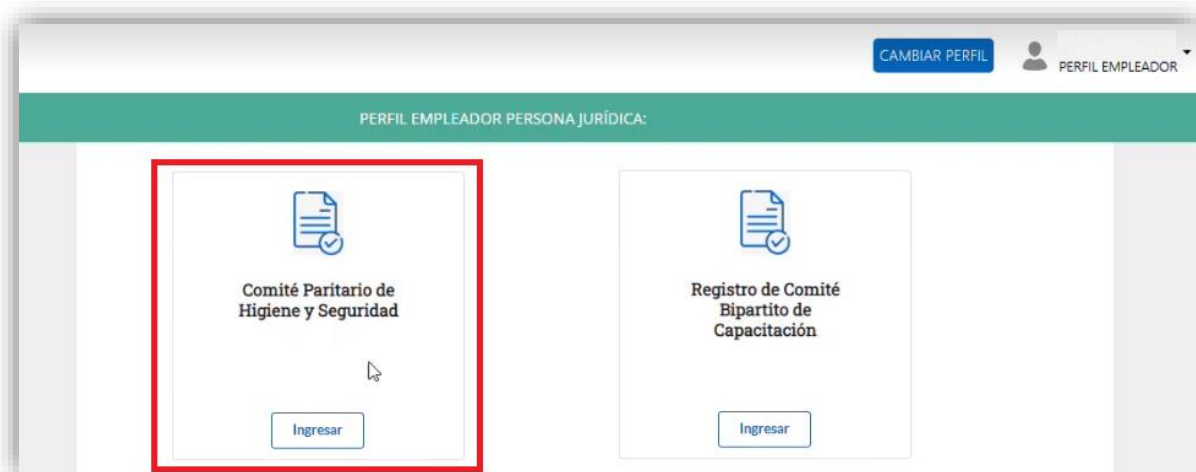 CAMBIAR PERFIL
PERFIL EMPLEADOR
PERFIL EMPLEADOR PERSONA JURÍDICA:
Comité Paritario de
Higiene y Seguridad
Ingresar
Registro de Comité
Bipartito de
Capacitación
Ingresar